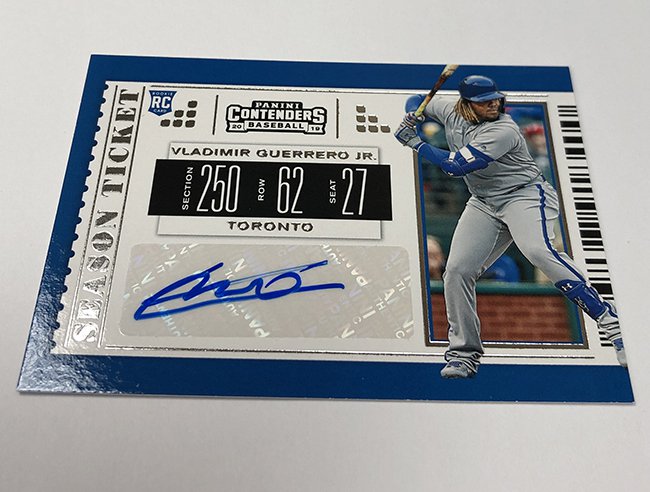 SEASON TICKET
ROOKIE
RC
CARD
PANINI
CONTENDERS
20 BASEBALL 19
VLADIMIR GUERRERO JR.
SECTION 250 ROW 62 SEAT 27
TORONTO